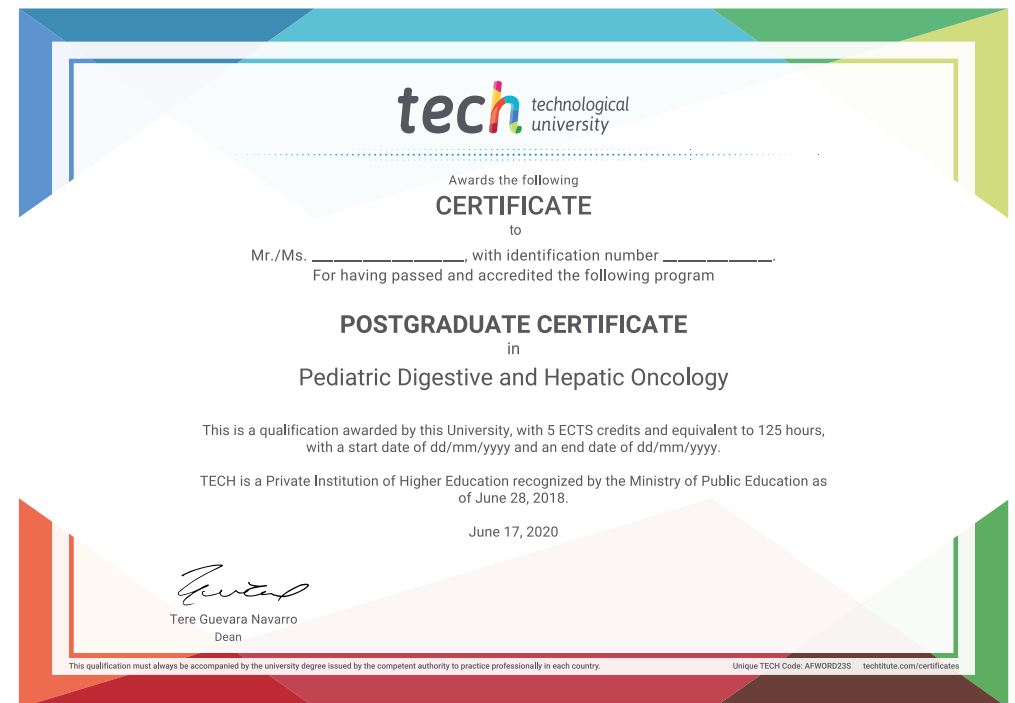 tech technological
university
Awards the following
CERTIFICATE
to
Mr./Ms. ________________, with identification number ____________.
For having passed and accredited the following program
POSTGRADUATE CERTIFICATE
in
Pediatric Digestive and Hepatic Oncology
This is a qualification awarded by this University, with 5 ECTS credits and equivalent to 125 hours,
with a start date of dd/mm/yyyy and an end date of dd/mm/yyyy.
TECH is a Private Institution of Higher Education recognized by the Ministry of Public Education as
of June 28, 2018.
June 17, 2020
Tere Guevara Navarro
Dean
This qualification must always be accompanied by the university degree issued by the competent authority to practice professionally in each country.
Unique TECH Code: AFWORD23S techtitute.com/certificates